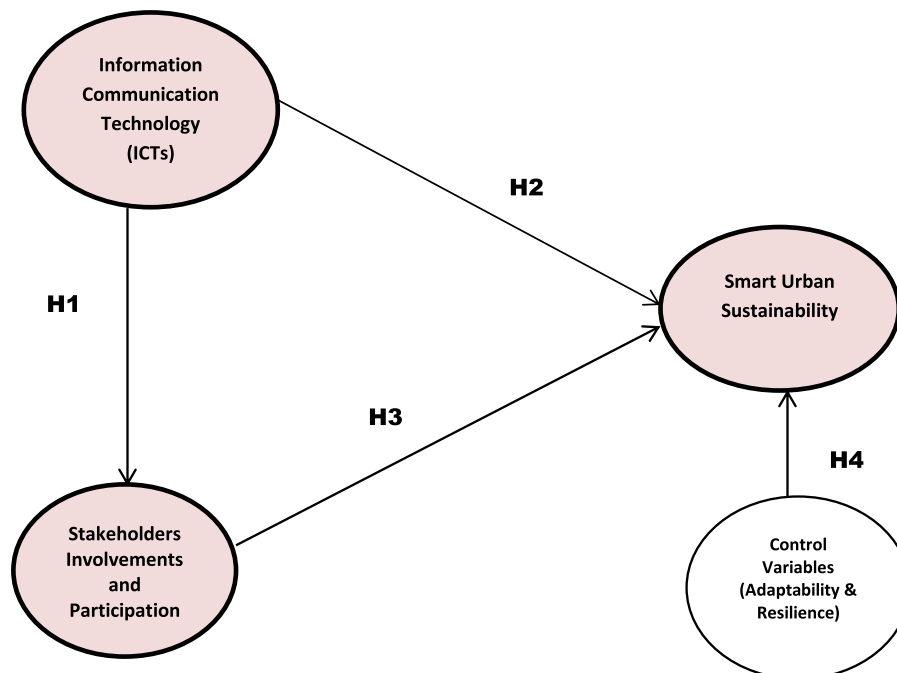 Information
Communication
Technology
(ICTs)
H2
Smart Urban
Sustainability
H1
H3
H4
Stakeholders
Involvements
and
Participation
Control
Variables
(Adaptability &
Resilience)